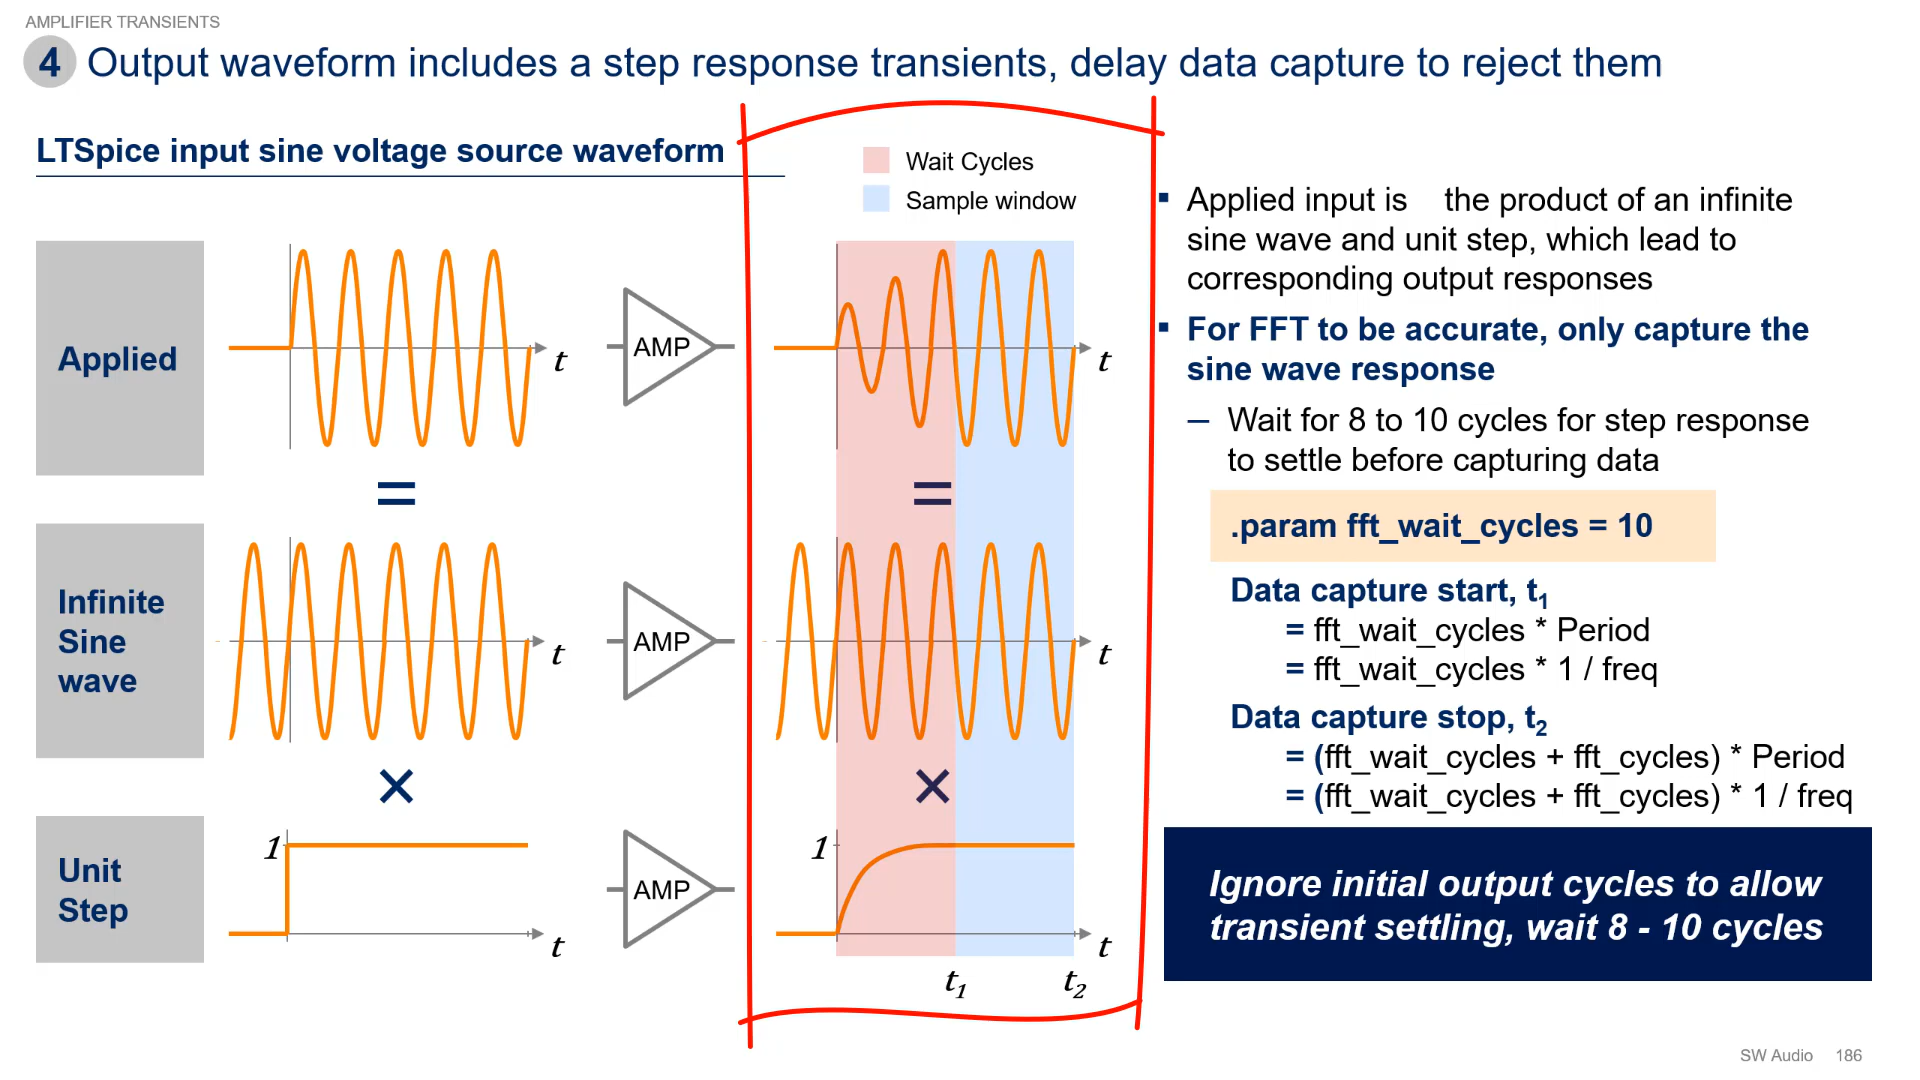 AMPLIFIER TRANSIENTS
4 Output waveform includes a step response transients, delay data capture to reject them
LTSpice input sine voltage source waveform
Wait Cycles
Sample window
Applied
t
AMP
t
=
=
Infinite
Sine
wave
t
AMP
t
×
×
Unit
Step
1
t
AMP
1
t
t1
t2
▪ Applied input is the product of an infinite
sine wave and unit step, which lead to
corresponding output responses
▪ For FFT to be accurate, only capture the
sine wave response
– Wait for 8 to 10 cycles for step response
to settle before capturing data
.param fft_wait_cycles = 10
Data capture start, t1
= fft_wait_cycles * Period
= fft_wait_cycles * 1 / freq
Data capture stop, t2
= (fft_wait_cycles + fft_cycles) * Period
= (fft_wait_cycles + fft_cycles) * 1 / freq
Ignore initial output cycles to allow
transient settling, wait 8 - 10 cycles
SW Audio 186